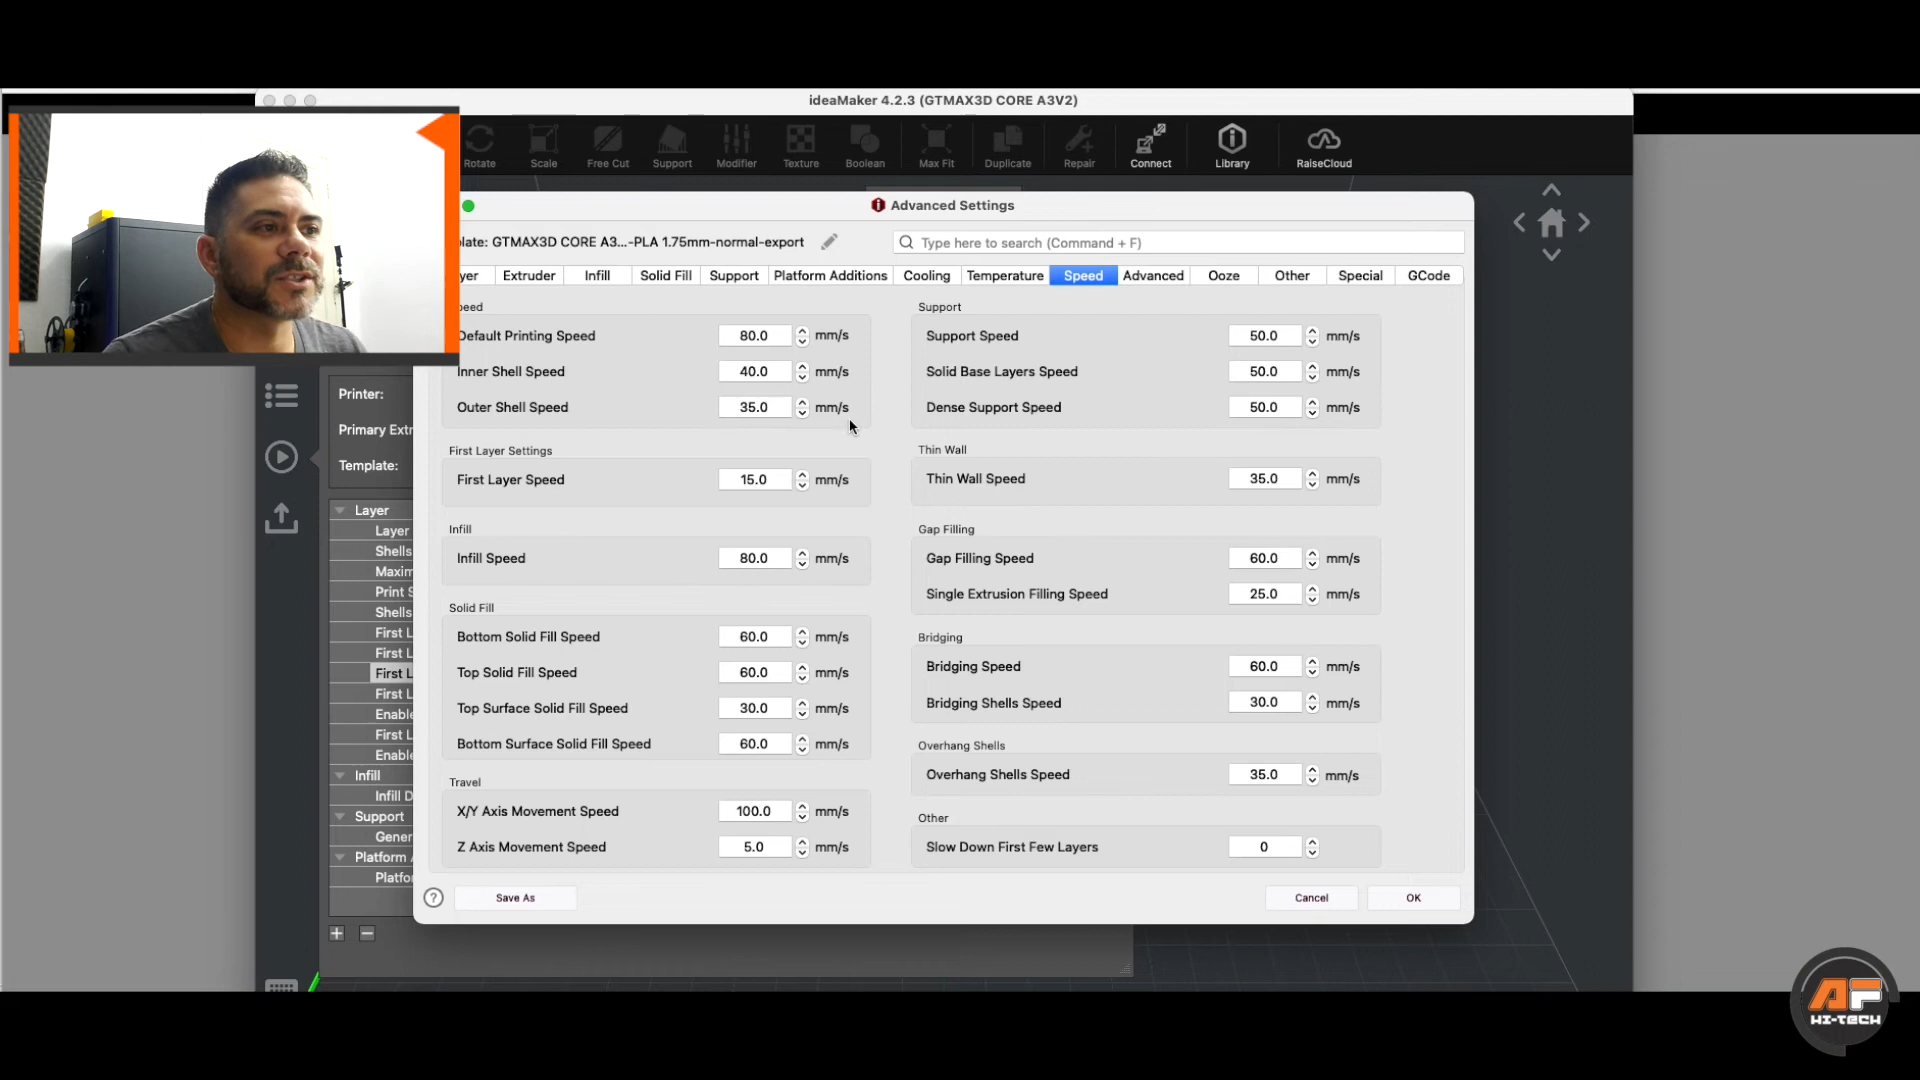 ideaMaker 4.2.3 (GTMAX3D CORE A3V2)
Rotate Scale Free Cut Support Modifier Texture Boolean Max Fit Duplicate Repair Connect Library RaiseCloud
Advanced Settings
late: GTMAX3D CORE A3...-PLA 1.75mm-normal-export
Type here to search (Command + F)
yer Extruder Infill Solid Fill Support Platform Additions Cooling Temperature Speed Advanced Ooze Other Special GCode
eed
Default Printing Speed 80.0 mm/s
Inner Shell Speed 40.0 mm/s
Outer Shell Speed 35.0 mm/s
First Layer Settings
First Layer Speed 15.0 mm/s
Infill
Infill Speed 80.0 mm/s
Solid Fill
Bottom Solid Fill Speed 60.0 mm/s
Top Solid Fill Speed 60.0 mm/s
Top Surface Solid Fill Speed 30.0 mm/s
Bottom Surface Solid Fill Speed 60.0 mm/s
Travel
X/Y Axis Movement Speed 100.0 mm/s
Z Axis Movement Speed 5.0 mm/s
Support
Support Speed 50.0 mm/s
Solid Base Layers Speed 50.0 mm/s
Dense Support Speed 50.0 mm/s
Thin Wall
Thin Wall Speed 35.0 mm/s
Gap Filling
Gap Filling Speed 60.0 mm/s
Single Extrusion Filling Speed 25.0 mm/s
Bridging
Bridging Speed 60.0 mm/s
Bridging Shells Speed 30.0 mm/s
Overhang Shells
Overhang Shells Speed 35.0 mm/s
Other
Slow Down First Few Layers 0
? Save As Cancel OK
Printer:
Primary Extr
Template:
Layer
Layer
Shells
Maxim
Print S
Shells
First L
First L
First L
First L
Enable
First L
Enable
Infill
Infill D
Support
Gener
Platform A
Platfo
AF
HI-TECH